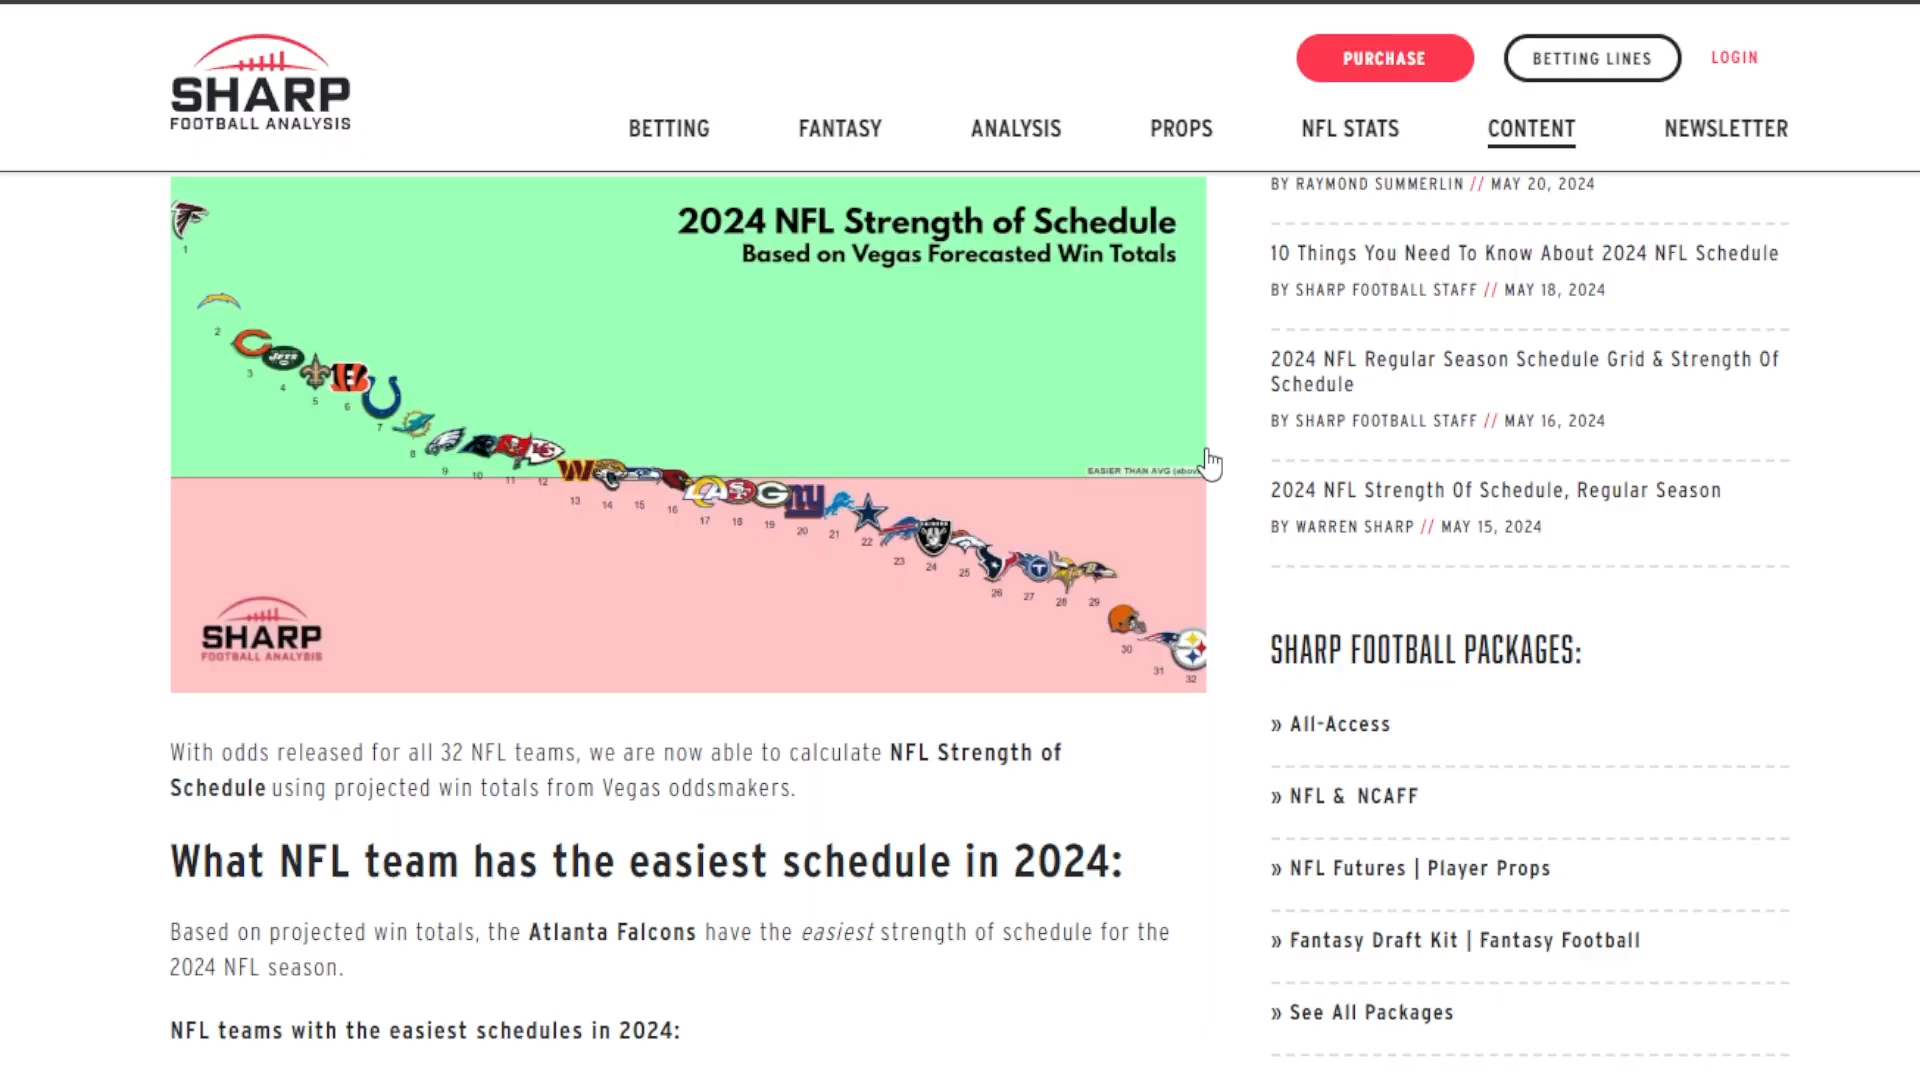 SHARP
FOOTBALL ANALYSIS
PURCHASE
BETTING LINES
LOGIN
BETTING
FANTASY
ANALYSIS
PROPS
NFL STATS
CONTENT
NEWSLETTER
2024 NFL Strength of Schedule
Based on Vegas Forecasted Win Totals
1
2
3
4
5
6
7
8
9
10
11
12
13
14
15
16
17
18
19
20
21
22
23
24
25
26
27
28
29
30
31
32
JETS
W
LA
SF
G
ny
RAIDERS
T
EASIER THAN AVG
SHARP
FOOTBALL ANALYSIS
With odds released for all 32 NFL teams, we are now able to calculate NFL Strength of
Schedule using projected win totals from Vegas oddsmakers.
What NFL team has the easiest schedule in 2024:
Based on projected win totals, the Atlanta Falcons have the easiest strength of schedule for the
2024 NFL season.
NFL teams with the easiest schedules in 2024:
BY RAYMOND SUMMERLIN // MAY 20, 2024
10 Things You Need To Know About 2024 NFL Schedule
BY SHARP FOOTBALL STAFF // MAY 18, 2024
2024 NFL Regular Season Schedule Grid & Strength Of
Schedule
BY SHARP FOOTBALL STAFF // MAY 16, 2024
2024 NFL Strength Of Schedule, Regular Season
BY WARREN SHARP // MAY 15, 2024
SHARP FOOTBALL PACKAGES:
» All-Access
» NFL & NCAFF
» NFL Futures | Player Props
» Fantasy Draft Kit | Fantasy Football
» See All Packages